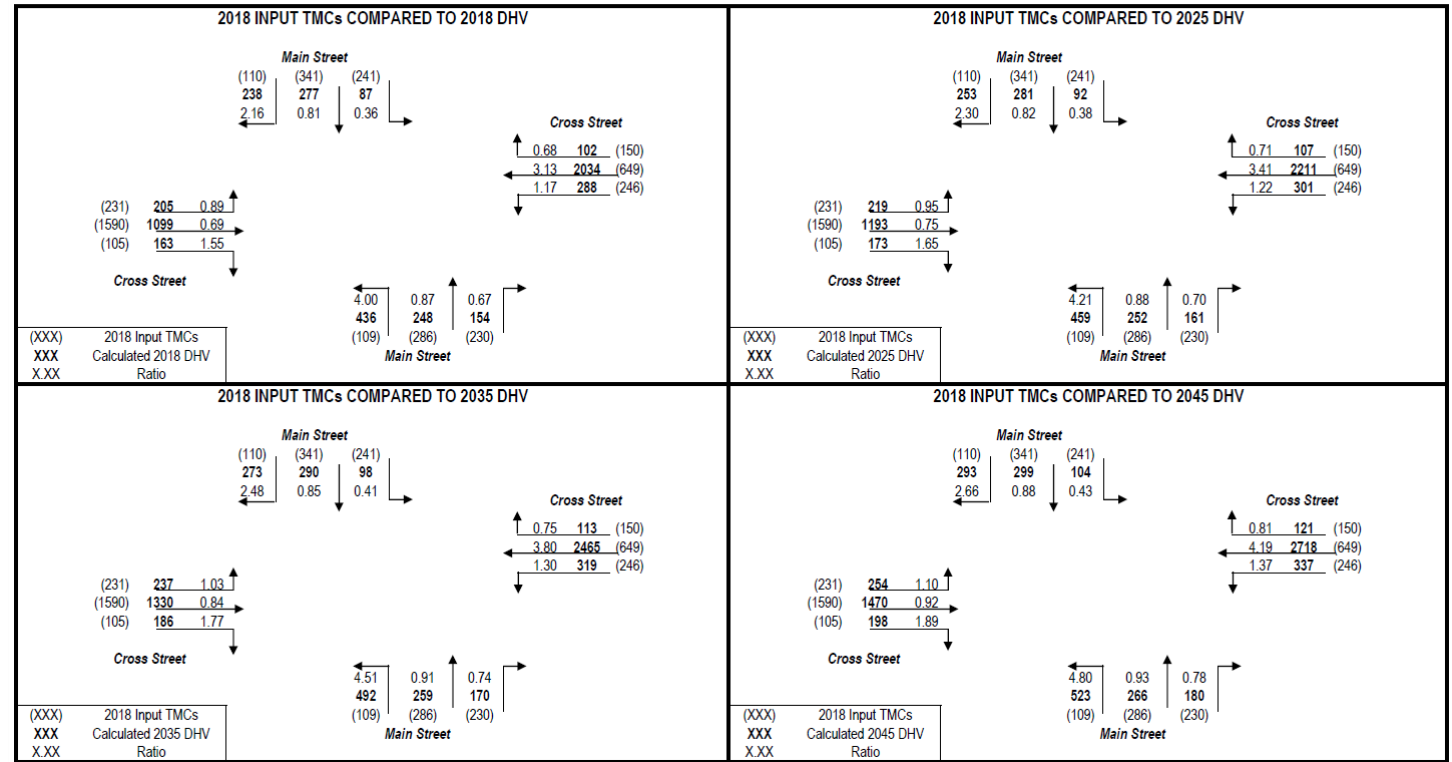 2018 INPUT TMCs COMPARED TO 2018 DHV
Main Street
(110) (341) (241)
238 277 87
2.16 0.81 0.36
Cross Street
0.68 102 (150)
3.13 2034 (649)
1.17 288 (246)
(231) 205 0.89
(1590) 1099 0.69
(105) 163 1.55
Cross Street
4.00 0.87 0.67
436 248 154
(109) (286) (230)
Main Street
(XXX) 2018 Input TMCs
XXX Calculated 2018 DHV
X.XX Ratio
2018 INPUT TMCs COMPARED TO 2025 DHV
Main Street
(110) (341) (241)
253 281 92
2.30 0.82 0.38
Cross Street
0.71 107 (150)
3.41 2211 (649)
1.22 301 (246)
(231) 219 0.95
(1590) 1193 0.75
(105) 173 1.65
Cross Street
4.21 0.88 0.70
459 252 161
(109) (286) (230)
Main Street
(XXX) 2018 Input TMCs
XXX Calculated 2025 DHV
X.XX Ratio
2018 INPUT TMCs COMPARED TO 2035 DHV
Main Street
(110) (341) (241)
273 290 98
2.48 0.85 0.41
Cross Street
0.75 113 (150)
3.80 2465 (649)
1.30 319 (246)
(231) 237 1.03
(1590) 1330 0.84
(105) 186 1.77
Cross Street
4.51 0.91 0.74
492 259 170
(109) (286) (230)
Main Street
(XXX) 2018 Input TMCs
XXX Calculated 2035 DHV
X.XX Ratio
2018 INPUT TMCs COMPARED TO 2045 DHV
Main Street
(110) (341) (241)
293 299 104
2.66 0.88 0.43
Cross Street
0.81 121 (150)
4.19 2718 (649)
1.37 337 (246)
(231) 254 1.10
(1590) 1470 0.92
(105) 198 1.89
Cross Street
4.80 0.93 0.78
523 266 180
(109) (286) (230)
Main Street
(XXX) 2018 Input TMCs
XXX Calculated 2045 DHV
X.XX Ratio